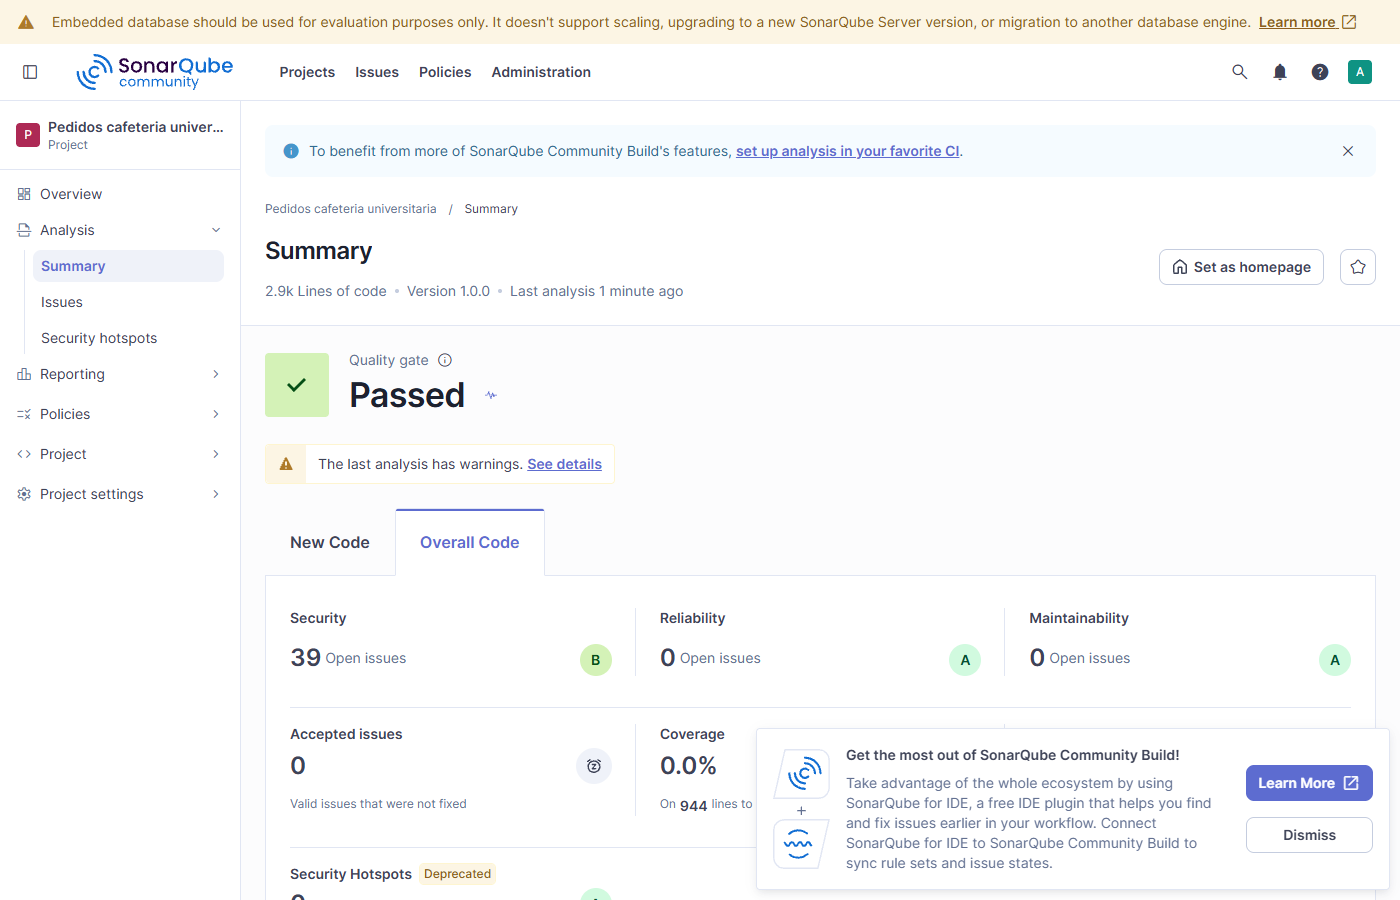 Embedded database should be used for evaluation purposes only. It doesn't support scaling, upgrading to a new SonarQube Server version, or migration to another database engine. Learn more
SonarQube community
Projects Issues Policies Administration
A
P
Pedidos cafeteria univer...
Project
Overview
Analysis
Summary
Issues
Security hotspots
Reporting
Policies
Project
Project settings
To benefit from more of SonarQube Community Build's features, set up analysis in your favorite CI.
Pedidos cafeteria universitaria / Summary
Summary
2.9k Lines of code • Version 1.0.0 • Last analysis 1 minute ago
Set as homepage
Quality gate
Passed
The last analysis has warnings. See details
New Code
Overall Code
Security
39 Open issues
B
Reliability
0 Open issues
A
Maintainability
0 Open issues
A
Accepted issues
0
Valid issues that were not fixed
Coverage
0.0%
On 944 lines to
Security Hotspots Deprecated
Get the most out of SonarQube Community Build!
Take advantage of the whole ecosystem by using
SonarQube for IDE, a free IDE plugin that helps you find
and fix issues earlier in your workflow. Connect
SonarQube for IDE to SonarQube Community Build to
sync rule sets and issue states.
Learn More
Dismiss